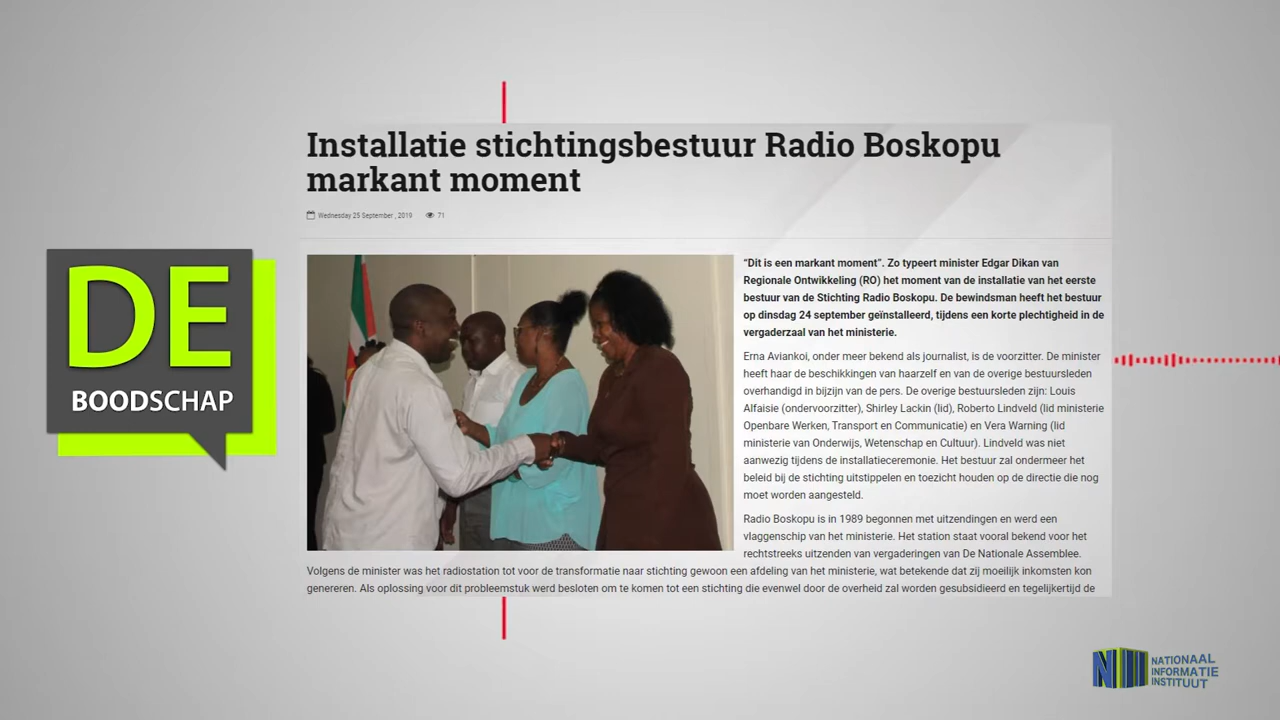 Installatie stichtingsbestuur Radio Boskopu
markant moment
Wednesday 25 September , 2019 71
DE
BOODSCHAP
“Dit is een markant moment”. Zo typeert minister Edgar Dikan van
Regionale Ontwikkeling (RO) het moment van de installatie van het eerste
bestuur van de Stichting Radio Boskopu. De bewindsman heeft het bestuur
op dinsdag 24 september geïnstalleerd, tijdens een korte plechtigheid in de
vergaderzaal van het ministerie.
Erna Aviankoi, onder meer bekend als journalist, is de voorzitter. De minister
heeft haar de beschikkingen van haarzelf en van de overige bestuursleden
overhandigd in bijzijn van de pers. De overige bestuursleden zijn: Louis
Alfaisie (ondervoorzitter), Shirley Lackin (lid), Roberto Lindveld (lid ministerie
Openbare Werken, Transport en Communicatie) en Vera Warning (lid
ministerie van Onderwijs, Wetenschap en Cultuur). Lindveld was niet
aanwezig tijdens de installatieceremonie. Het bestuur zal ondermeer het
beleid bij de stichting uitstippelen en toezicht houden op de directie die nog
moet worden aangesteld.
Radio Boskopu is in 1989 begonnen met uitzendingen en werd een
vlaggenschip van het ministerie. Het station staat vooral bekend voor het
rechtstreeks uitzenden van vergaderingen van De Nationale Assemblee.
Volgens de minister was het radiostation tot voor de transformatie naar stichting gewoon een afdeling van het ministerie, wat betekende dat zij moeilijk inkomsten kon
genereren. Als oplossing voor dit probleemstuk werd besloten om te komen tot een stichting die evenwel door de overheid zal worden gesubsidieerd en tegelijkertijd de
NII NATIONAAL
INFORMATIE
INSTITUUT